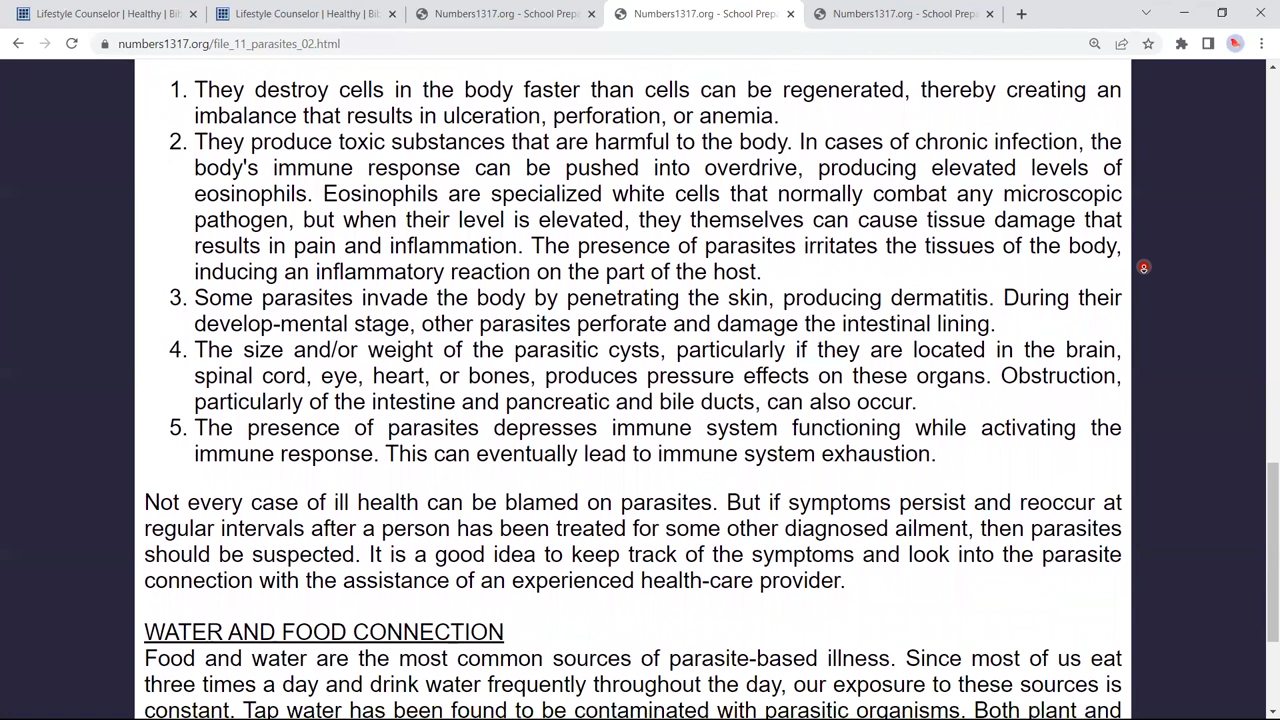 Lifestyle Counselor | Healthy | Bib
Lifestyle Counselor | Healthy | Bib
Numbers1317.org - School Prepa
Numbers1317.org - School Prepa
Numbers1317.org - School Prepa
numbers1317.org/file_11_parasites_02.html
1. They destroy cells in the body faster than cells can be regenerated, thereby creating an
imbalance that results in ulceration, perforation, or anemia.
2. They produce toxic substances that are harmful to the body. In cases of chronic infection, the
body's immune response can be pushed into overdrive, producing elevated levels of
eosinophils. Eosinophils are specialized white cells that normally combat any microscopic
pathogen, but when their level is elevated, they themselves can cause tissue damage that
results in pain and inflammation. The presence of parasites irritates the tissues of the body,
inducing an inflammatory reaction on the part of the host.
3. Some parasites invade the body by penetrating the skin, producing dermatitis. During their
develop-mental stage, other parasites perforate and damage the intestinal lining.
4. The size and/or weight of the parasitic cysts, particularly if they are located in the brain,
spinal cord, eye, heart, or bones, produces pressure effects on these organs. Obstruction,
particularly of the intestine and pancreatic and bile ducts, can also occur.
5. The presence of parasites depresses immune system functioning while activating the
immune response. This can eventually lead to immune system exhaustion.
Not every case of ill health can be blamed on parasites. But if symptoms persist and reoccur at
regular intervals after a person has been treated for some other diagnosed ailment, then parasites
should be suspected. It is a good idea to keep track of the symptoms and look into the parasite
connection with the assistance of an experienced health-care provider.
WATER AND FOOD CONNECTION
Food and water are the most common sources of parasite-based illness. Since most of us eat
three times a day and drink water frequently throughout the day, our exposure to these sources is
constant. Tap water has been found to be contaminated with parasitic organisms. Both plant and